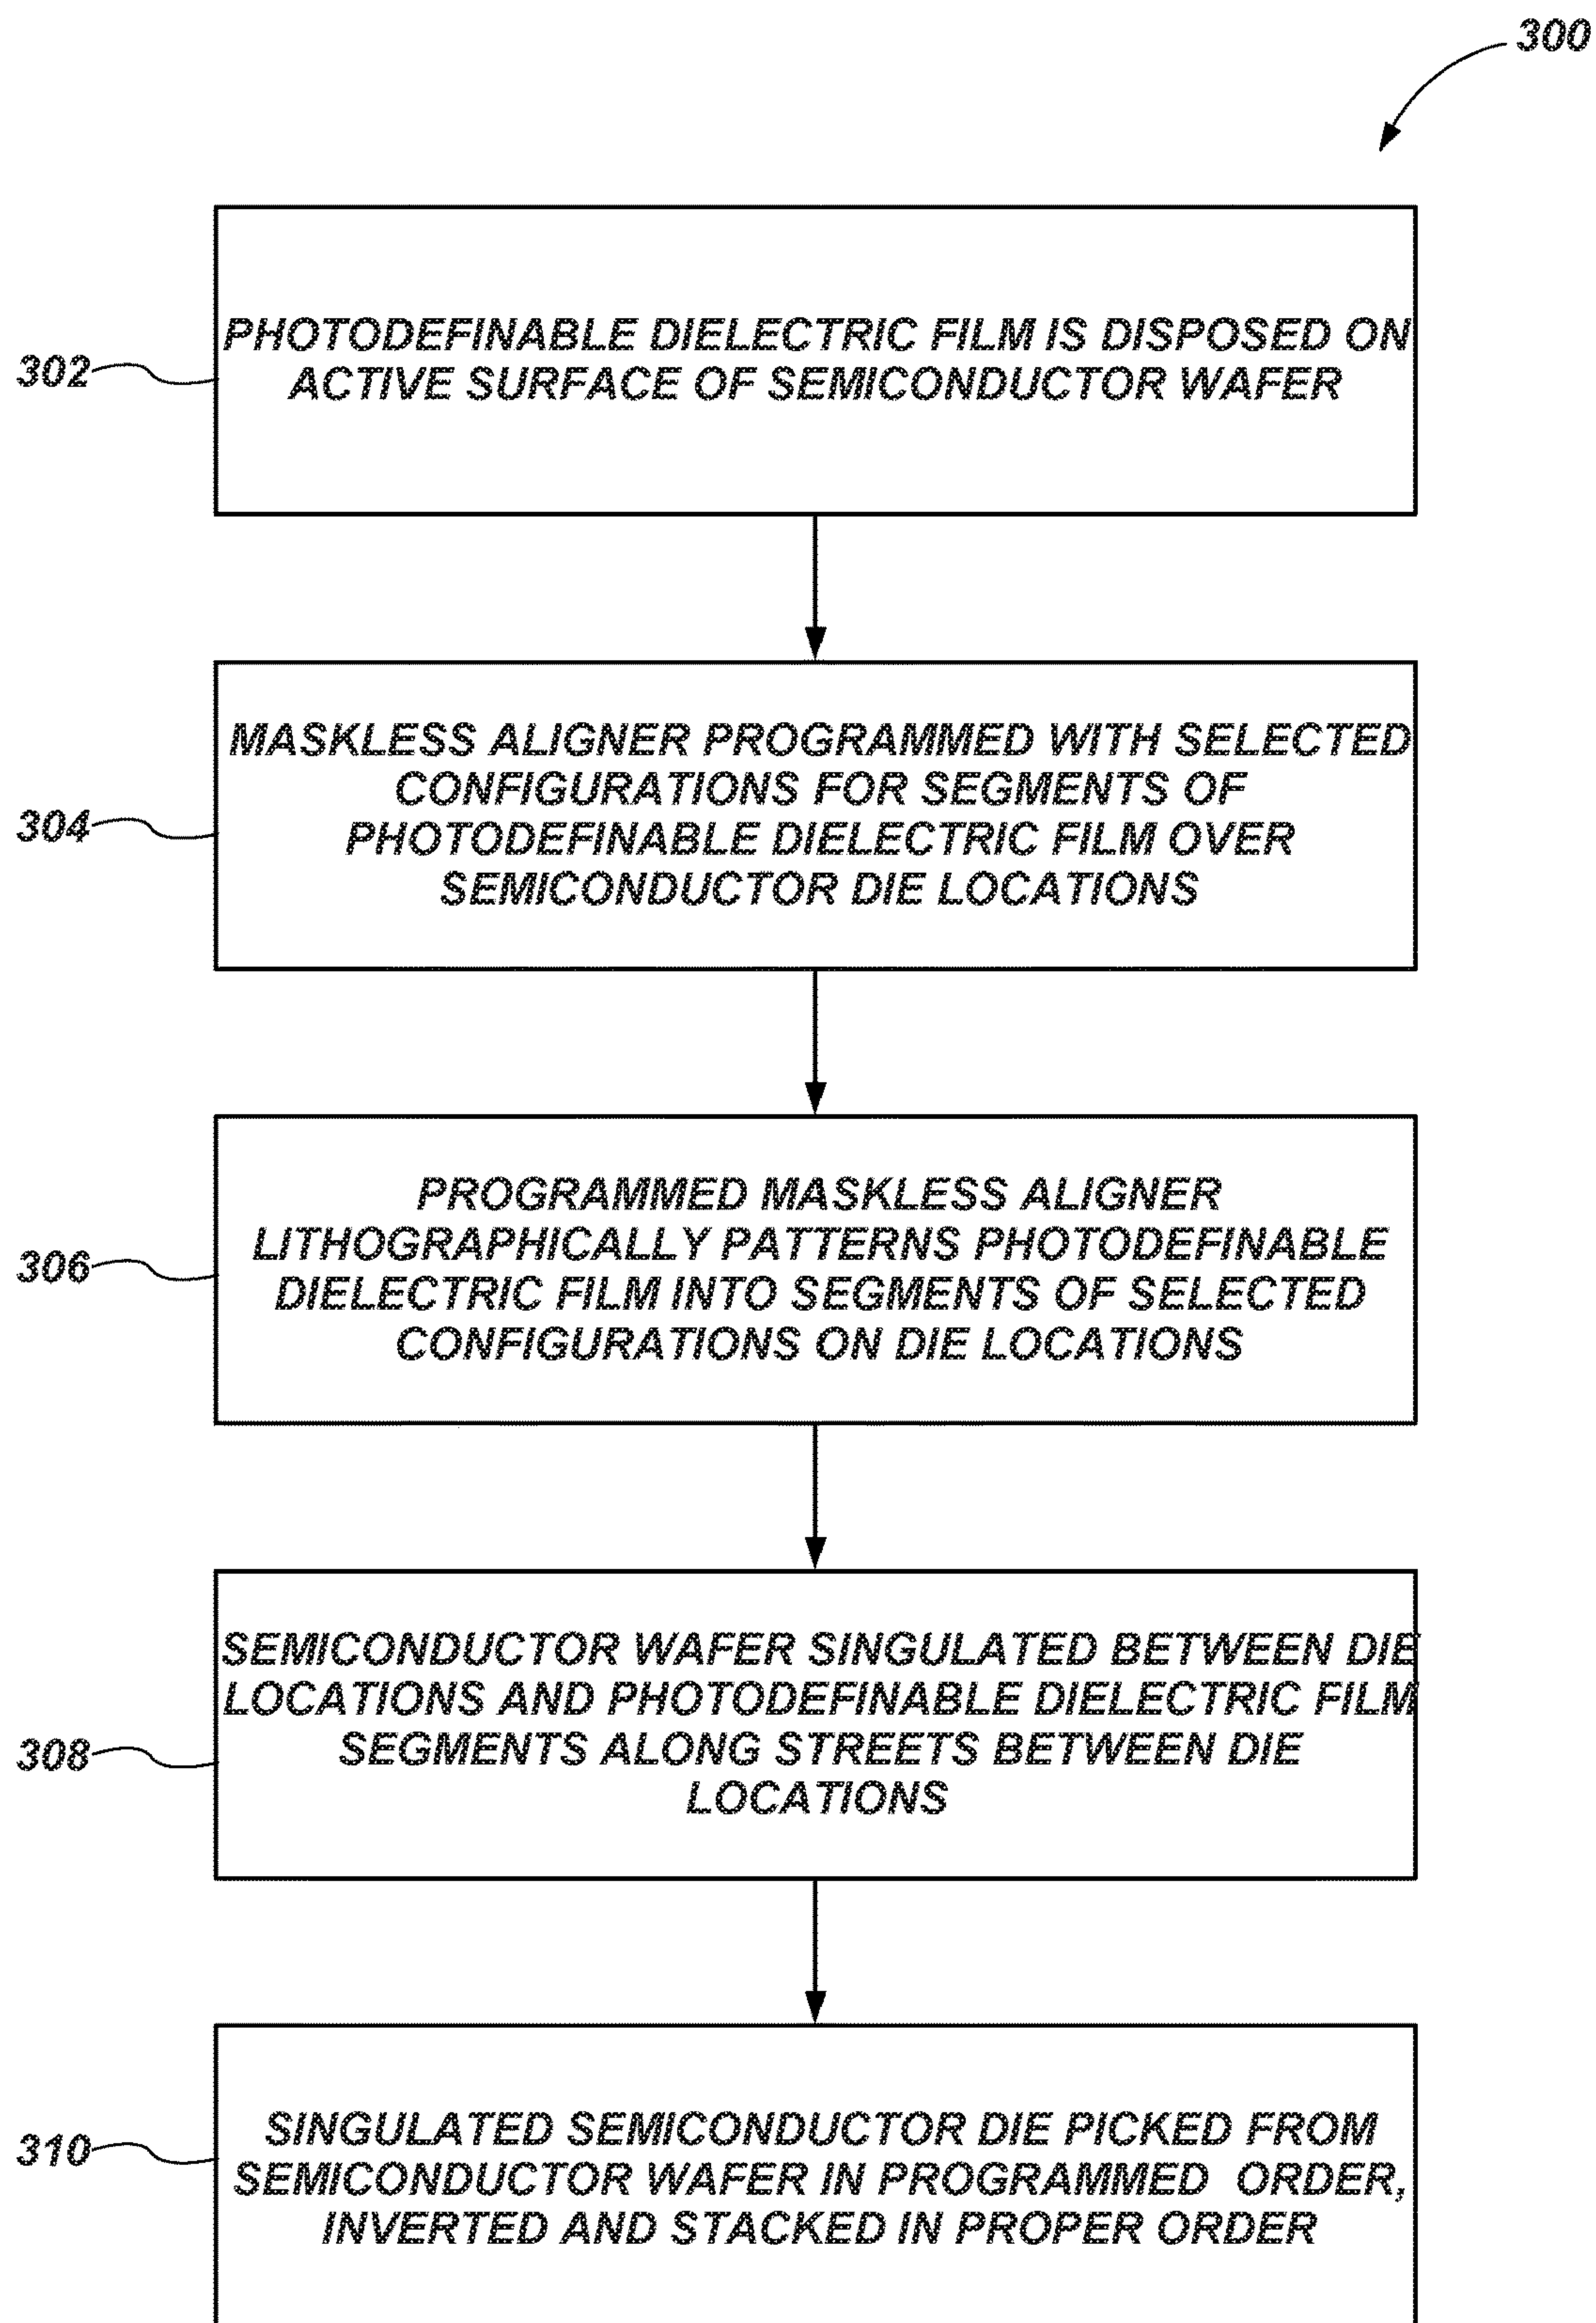 300
302
PHOTODEFINABLE DIELECTRIC FILM IS DISPOSED ON
ACTIVE SURFACE OF SEMICONDUCTOR WAFER
304
MASKLESS ALIGNER PROGRAMMED WITH SELECTED
CONFIGURATIONS FOR SEGMENTS OF
PHOTODEFINABLE DIELECTRIC FILM OVER
SEMICONDUCTOR DIE LOCATIONS
306
PROGRAMMED MASKLESS ALIGNER
LITHOGRAPHICALLY PATTERNS PHOTODEFINABLE
DIELECTRIC FILM INTO SEGMENTS OF SELECTED
CONFIGURATIONS ON DIE LOCATIONS
308
SEMICONDUCTOR WAFER SINGULATED BETWEEN DIE
LOCATIONS AND PHOTODEFINABLE DIELECTRIC FILM
SEGMENTS ALONG STREETS BETWEEN DIE
LOCATIONS
310
SINGULATED SEMICONDUCTOR DIE PICKED FROM
SEMICONDUCTOR WAFER IN PROGRAMMED ORDER,
INVERTED AND STACKED IN PROPER ORDER